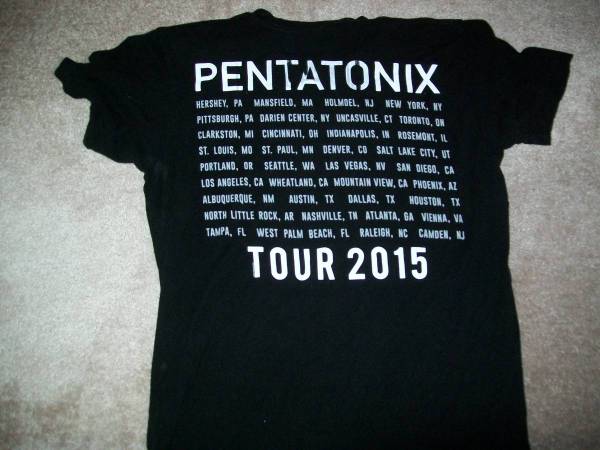 PENTATONIX
HERSHEY, PA MANSFIELD, MA HOLMDEL, NJ NEW YORK, NY
PITTSBURGH, PA DARIEN CENTER, NY UNCASVILLE, CT TORONTO, ON
CLARKSTON, MI CINCINNATI, OH INDIANAPOLIS, IN ROSEMONT, IL
ST. LOUIS, MO ST. PAUL, MN DENVER, CO SALT LAKE CITY, UT
PORTLAND, OR SEATTLE, WA LAS VEGAS, NV SAN DIEGO, CA
LOS ANGELES, CA WHEATLAND, CA MOUNTAIN VIEW, CA PHOENIX, AZ
ALBUQUERQUE, NM AUSTIN, TX DALLAS, TX HOUSTON, TX
NORTH LITTLE ROCK, AR NASHVILLE, TN ATLANTA, GA VIENNA, VA
TAMPA, FL WEST PALM BEACH, FL RALEIGH, NC CAMDEN, NJ
TOUR 2015